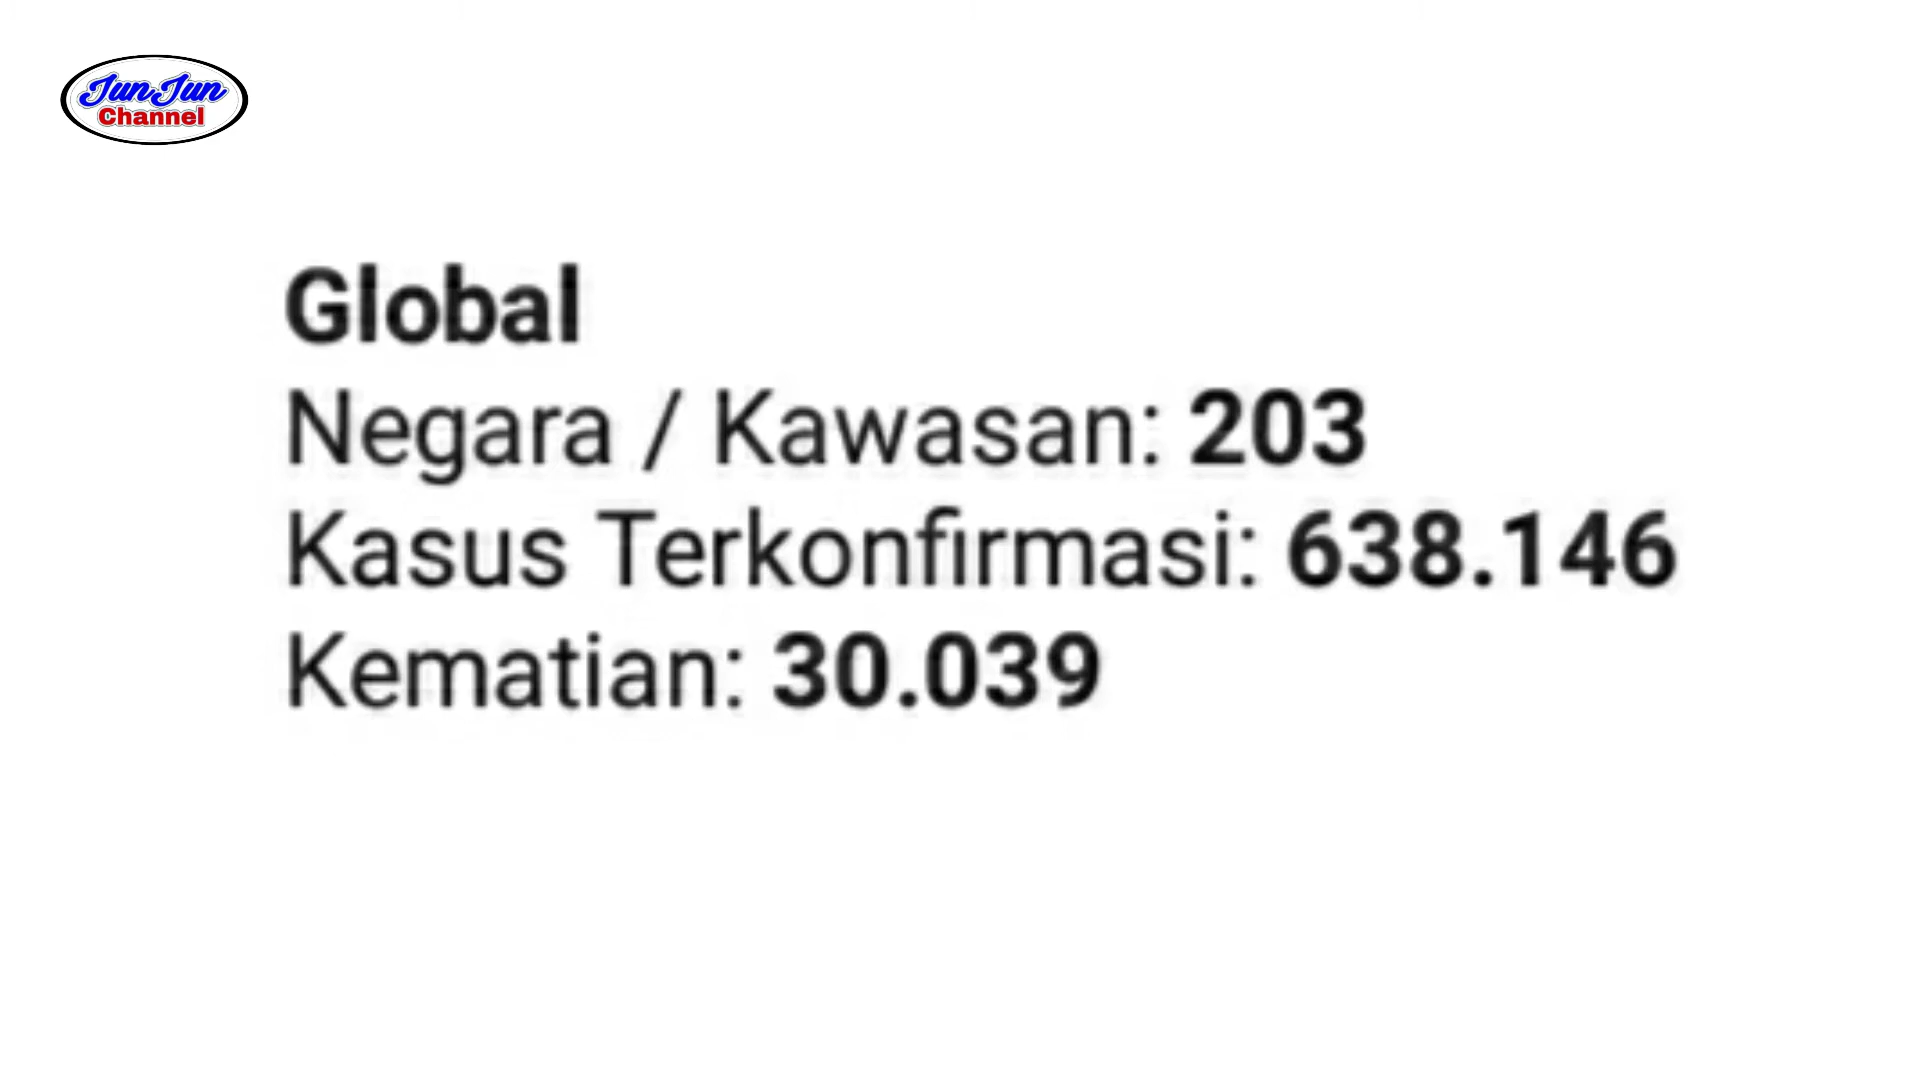 JunJun
Channel
Global
Negara / Kawasan: 203
Kasus Terkonfirmasi: 638.146
Kematian: 30.039